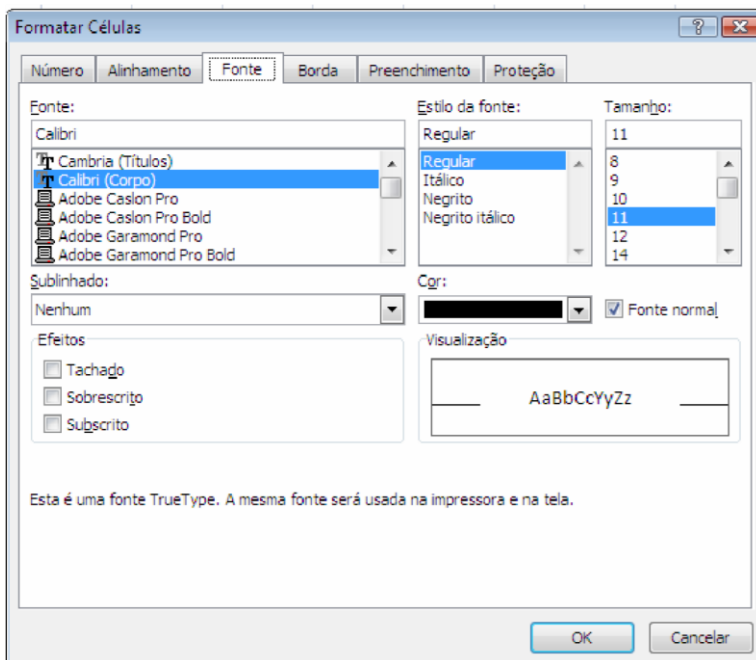 Formatar Células
Número Alinhamento Fonte Borda Preenchimento Proteção
Fonte: Estilo da fonte: Tamanho:
Calibri Regular 11
Cambria (Títulos) Regular 8
Calibri (Corpo) Itálico 9
Adobe Caslon Pro Negrito 10
Adobe Caslon Pro Bold Negrito itálico 11
Adobe Garamond Pro 12
Adobe Garamond Pro Bold 14
Sublinhado: Cor:
Nenhum Fonte normal
Efeitos Visualização
Tachado
Sobrescrito AaBbCcYyZz
Subscrito
Esta é uma fonte TrueType. A mesma fonte será usada na impressora e na tela.
OK Cancelar